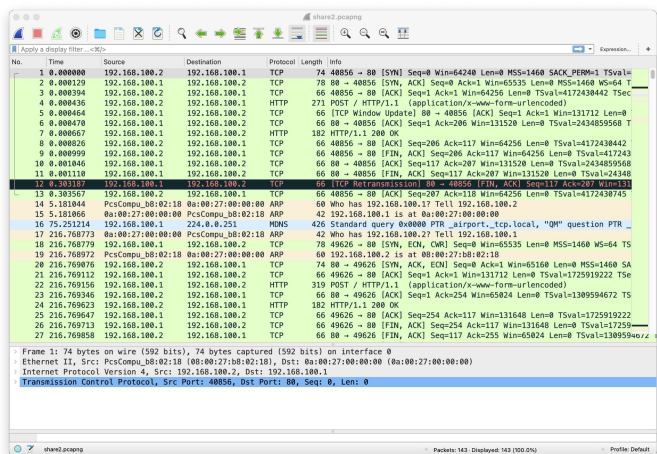 share2.pcapng
Apply a display filter ...<⌘/>
Expression...
+
No. Time Source Destination Protocol Length Info
1 0.000000 192.168.100.2 192.168.100.1 TCP 74 40856 → 80 [SYN] Seq=0 Win=64240 Len=0 MSS=1460 SACK_PERM=1 TSval=
2 0.000129 192.168.100.1 192.168.100.2 TCP 78 80 → 40856 [SYN, ACK] Seq=0 Ack=1 Win=65535 Len=0 MSS=1460 WS=64 T
3 0.000394 192.168.100.2 192.168.100.1 TCP 66 40856 → 80 [ACK] Seq=1 Ack=1 Win=64256 Len=0 TSval=4172430442 TSec
4 0.000436 192.168.100.2 192.168.100.1 HTTP 271 POST / HTTP/1.1 (application/x-www-form-urlencoded)
5 0.000464 192.168.100.1 192.168.100.2 TCP 66 [TCP Window Update] 80 → 40856 [ACK] Seq=1 Ack=1 Win=131712 Len=0
6 0.000470 192.168.100.1 192.168.100.2 TCP 66 80 → 40856 [ACK] Seq=1 Ack=206 Win=131520 Len=0 TSval=2434859568 T
7 0.000667 192.168.100.1 192.168.100.2 HTTP 182 HTTP/1.1 200 OK
8 0.000826 192.168.100.2 192.168.100.1 TCP 66 40856 → 80 [ACK] Seq=206 Ack=117 Win=64256 Len=0 TSval=4172430442
9 0.000999 192.168.100.2 192.168.100.1 TCP 66 40856 → 80 [FIN, ACK] Seq=206 Ack=117 Win=64256 Len=0 TSval=417243
10 0.001046 192.168.100.1 192.168.100.2 TCP 66 80 → 40856 [ACK] Seq=117 Ack=207 Win=131520 Len=0 TSval=2434859568
11 0.001110 192.168.100.1 192.168.100.2 TCP 66 80 → 40856 [FIN, ACK] Seq=117 Ack=207 Win=131520 Len=0 TSval=24348
12 0.303187 192.168.100.1 192.168.100.2 TCP 66 [TCP Retransmission] 80 → 40856 [FIN, ACK] Seq=117 Ack=207 Win=131
13 0.303567 192.168.100.2 192.168.100.1 TCP 66 40856 → 80 [ACK] Seq=207 Ack=118 Win=64256 Len=0 TSval=4172430745
14 5.181044 PcsCompu_b8:02:18 0a:00:27:00:00:00 ARP 60 Who has 192.168.100.1? Tell 192.168.100.2
15 5.181066 0a:00:27:00:00:00 PcsCompu_b8:02:18 ARP 42 192.168.100.1 is at 0a:00:27:00:00:00
16 75.251214 192.168.100.1 224.0.0.251 MDNS 426 Standard query 0x0000 PTR _airport._tcp.local, "QM" question PTR _
17 216.768773 0a:00:27:00:00:00 PcsCompu_b8:02:18 ARP 42 Who has 192.168.100.2? Tell 192.168.100.1
18 216.768779 192.168.100.1 192.168.100.2 TCP 78 49626 → 80 [SYN, ECN, CWR] Seq=0 Win=65535 Len=0 MSS=1460 WS=64 TS
19 216.768972 PcsCompu_b8:02:18 0a:00:27:00:00:00 ARP 60 192.168.100.2 is at 08:00:27:b8:02:18
20 216.769076 192.168.100.2 192.168.100.1 TCP 74 80 → 49626 [SYN, ACK, ECN] Seq=0 Ack=1 Win=65160 Len=0 MSS=1460 SA
21 216.769112 192.168.100.1 192.168.100.2 TCP 66 49626 → 80 [ACK] Seq=1 Ack=1 Win=131712 Len=0 TSval=1725919222 TSe
22 216.769156 192.168.100.1 192.168.100.2 HTTP 319 POST / HTTP/1.1 (application/x-www-form-urlencoded)
23 216.769346 192.168.100.2 192.168.100.1 TCP 66 80 → 49626 [ACK] Seq=1 Ack=254 Win=65024 Len=0 TSval=1309594672 TS
24 216.769623 192.168.100.2 192.168.100.1 HTTP 182 HTTP/1.1 200 OK
25 216.769647 192.168.100.1 192.168.100.2 TCP 66 49626 → 80 [ACK] Seq=254 Ack=117 Win=131648 Len=0 TSval=1725919222
26 216.769713 192.168.100.1 192.168.100.2 TCP 66 49626 → 80 [FIN, ACK] Seq=254 Ack=117 Win=131648 Len=0 TSval=17259
27 216.769858 192.168.100.2 192.168.100.1 TCP 66 80 → 49626 [FIN, ACK] Seq=117 Ack=255 Win=65024 Len=0 TSval=1309594672
Frame 1: 74 bytes on wire (592 bits), 74 bytes captured (592 bits) on interface 0
Ethernet II, Src: PcsCompu_b8:02:18 (08:00:27:b8:02:18), Dst: 0a:00:27:00:00:00 (0a:00:27:00:00:00)
Internet Protocol Version 4, Src: 192.168.100.2, Dst: 192.168.100.1
Transmission Control Protocol, Src Port: 40856, Dst Port: 80, Seq: 0, Len: 0
share2.pcapng
Packets: 143 · Displayed: 143 (100.0%)
Profile: Default